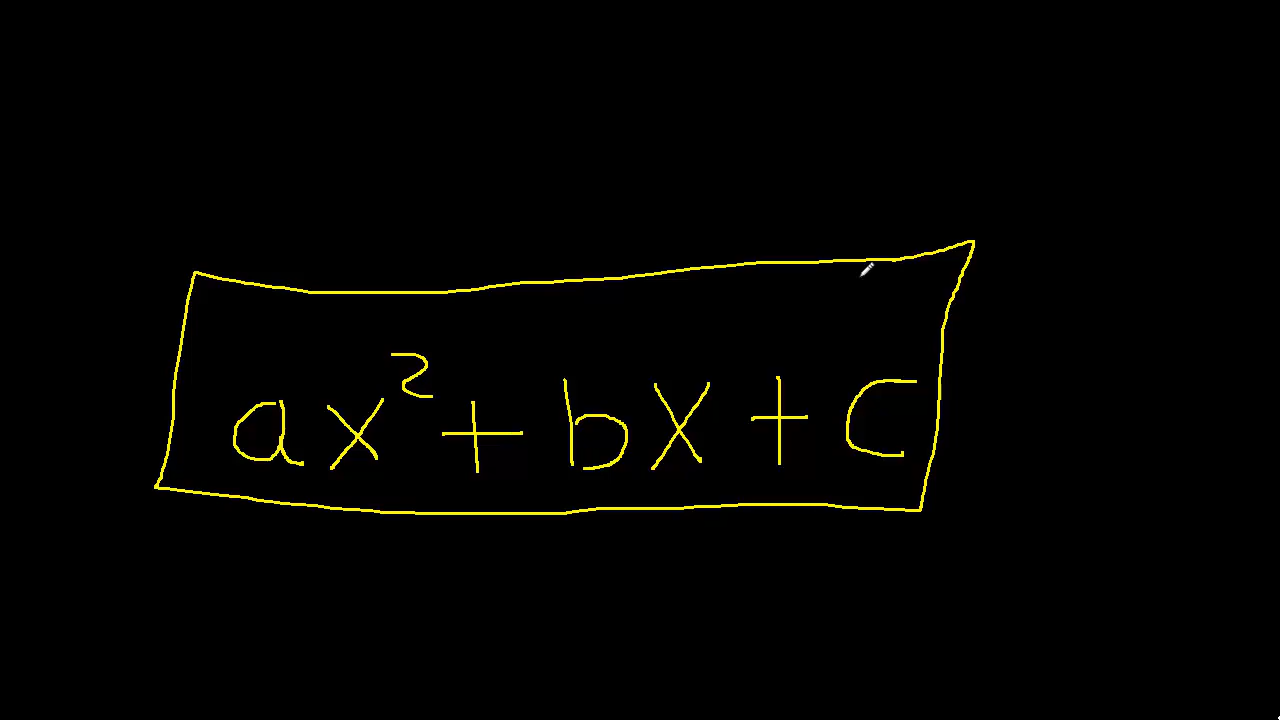 ax² + bx + c